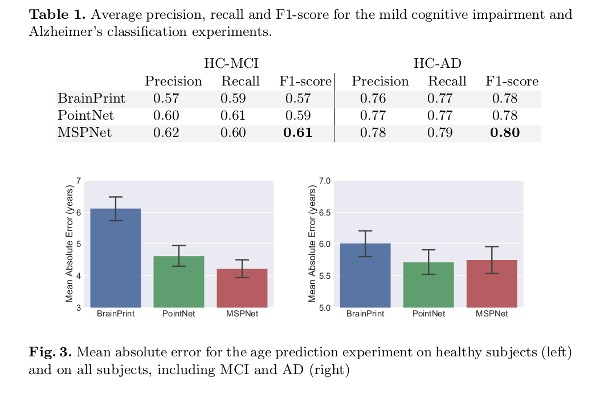 Table 1. Average precision, recall and F1-score for the mild cognitive impairment and
Alzheimer's classification experiments.
HC-MCI HC-AD
Precision Recall F1-score Precision Recall F1-score
BrainPrint 0.57 0.59 0.57 0.76 0.77 0.78
PointNet 0.60 0.61 0.59 0.77 0.77 0.78
MSPNet 0.62 0.60 0.61 0.78 0.79 0.80
Mean Absolute Error (years)
7
6
5
4
3
BrainPrint PointNet MSPNet
Mean Absolute Error (years)
7.0
6.5
6.0
5.5
5.0
BrainPrint PointNet MSPNet
Fig. 3. Mean absolute error for the age prediction experiment on healthy subjects (left)
and on all subjects, including MCI and AD (right)